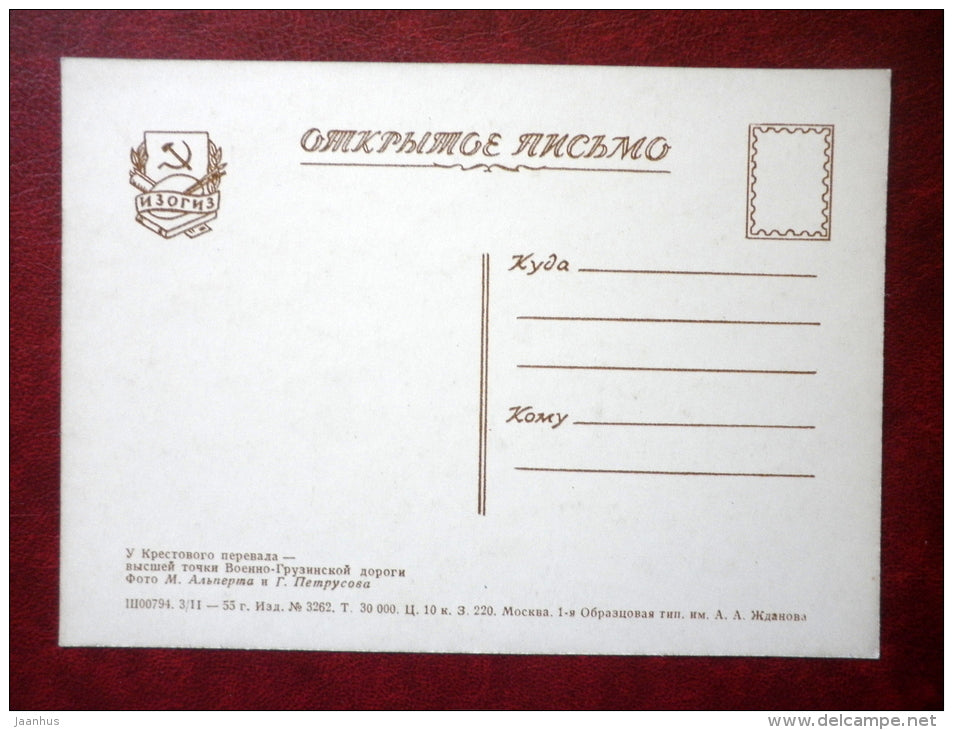 ОТКРЫТОЕ ПИСЬМО
ИЗОГИЗ
Куда
Кому
У Крестового перевала —
высшей точки Военно-Грузинской дороги
Фото М. Альперта и Г. Петрусова
Ш00794. 3/II — 55 г. Изд. № 3262. Т. 30 000. Ц. 10 к. З. 220. Москва. 1-я Образцовая тип. им. А. А. Жданова
jaanhus
www.delcampe.net